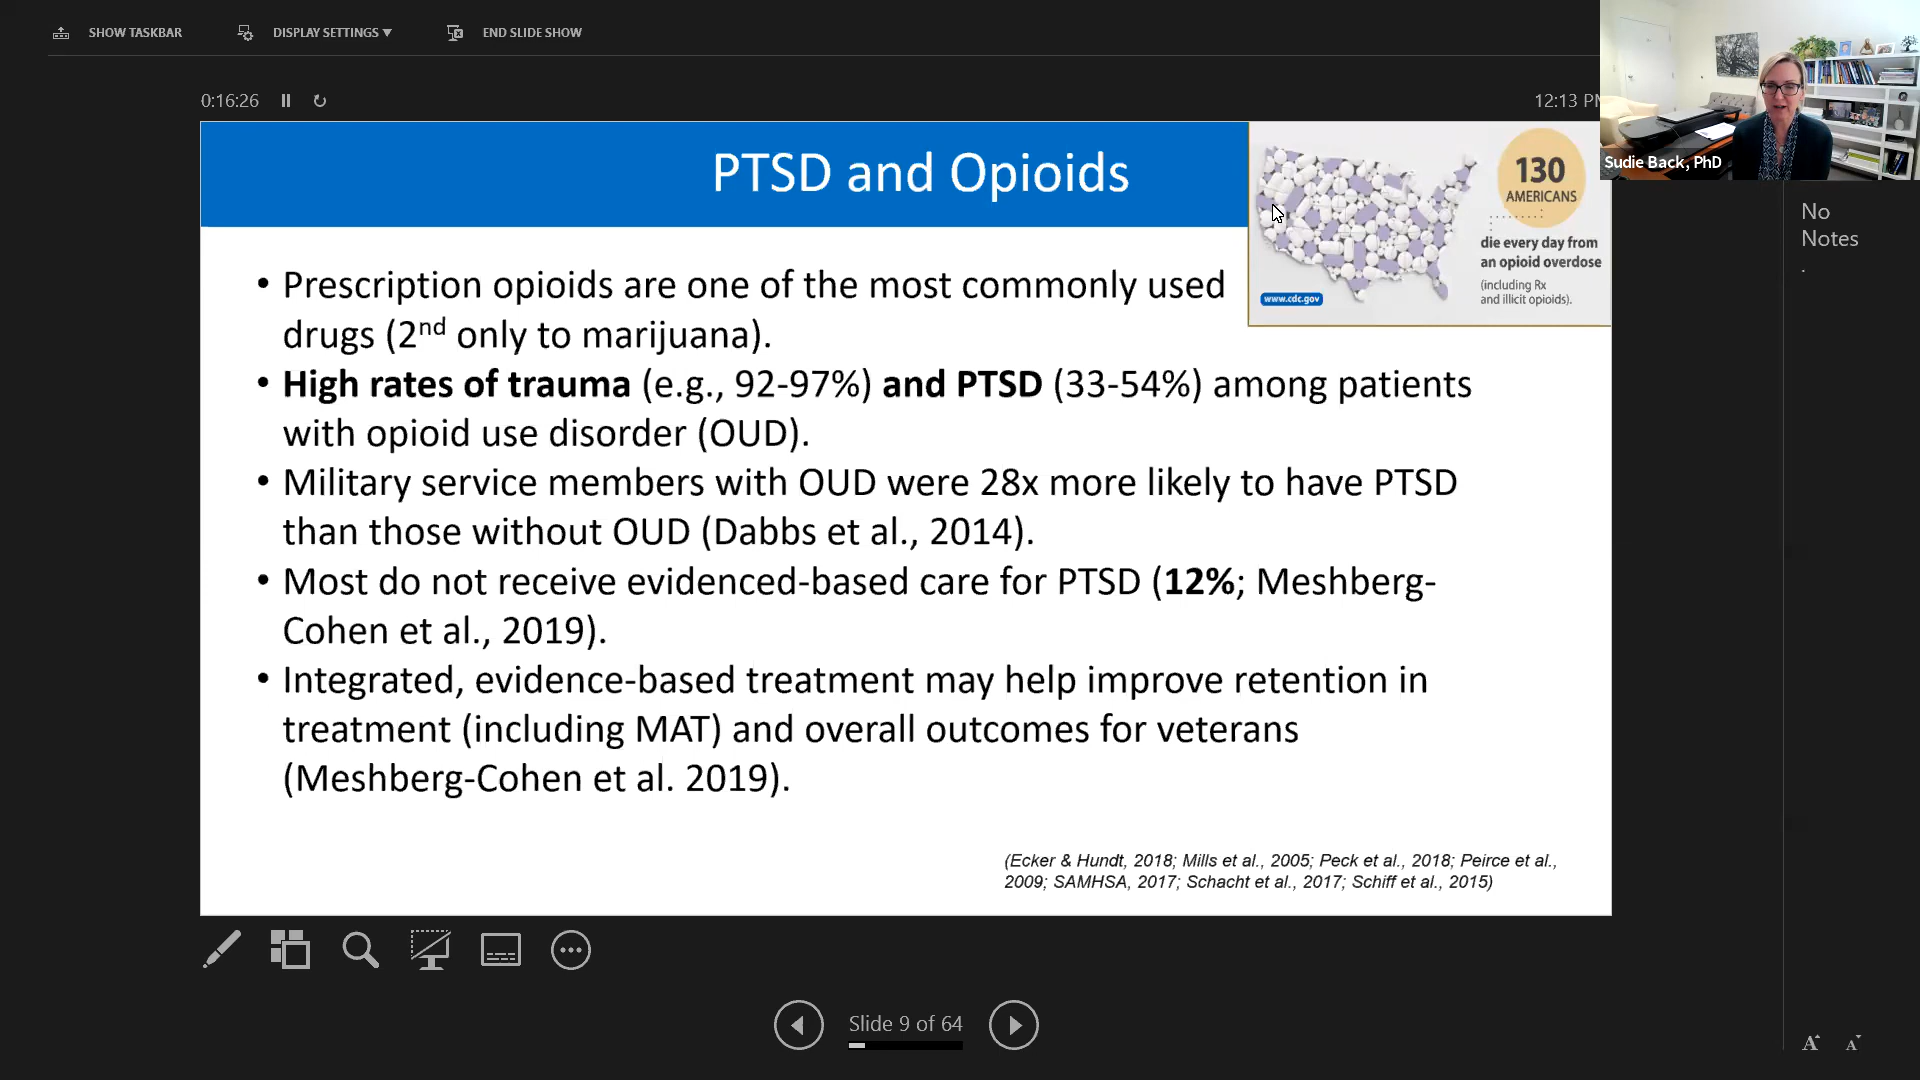 SHOW TASKBAR
DISPLAY SETTINGS ▼
END SLIDE SHOW
0:16:26
12:13 PM
Sudie Back, PhD
No
Notes
.
PTSD and Opioids
130
AMERICANS
die every day from
an opioid overdose
(including Rx
and illicit opioids).
www.cdc.gov
• Prescription opioids are one of the most commonly used
drugs (2nd only to marijuana).
• High rates of trauma (e.g., 92-97%) and PTSD (33-54%) among patients
with opioid use disorder (OUD).
• Military service members with OUD were 28x more likely to have PTSD
than those without OUD (Dabbs et al., 2014).
• Most do not receive evidenced-based care for PTSD (12%; Meshberg-
Cohen et al., 2019).
• Integrated, evidence-based treatment may help improve retention in
treatment (including MAT) and overall outcomes for veterans
(Meshberg-Cohen et al. 2019).
(Ecker & Hundt, 2018; Mills et al., 2005; Peck et al., 2018; Peirce et al.,
2009; SAMHSA, 2017; Schacht et al., 2017; Schiff et al., 2015)
Slide 9 of 64
A A